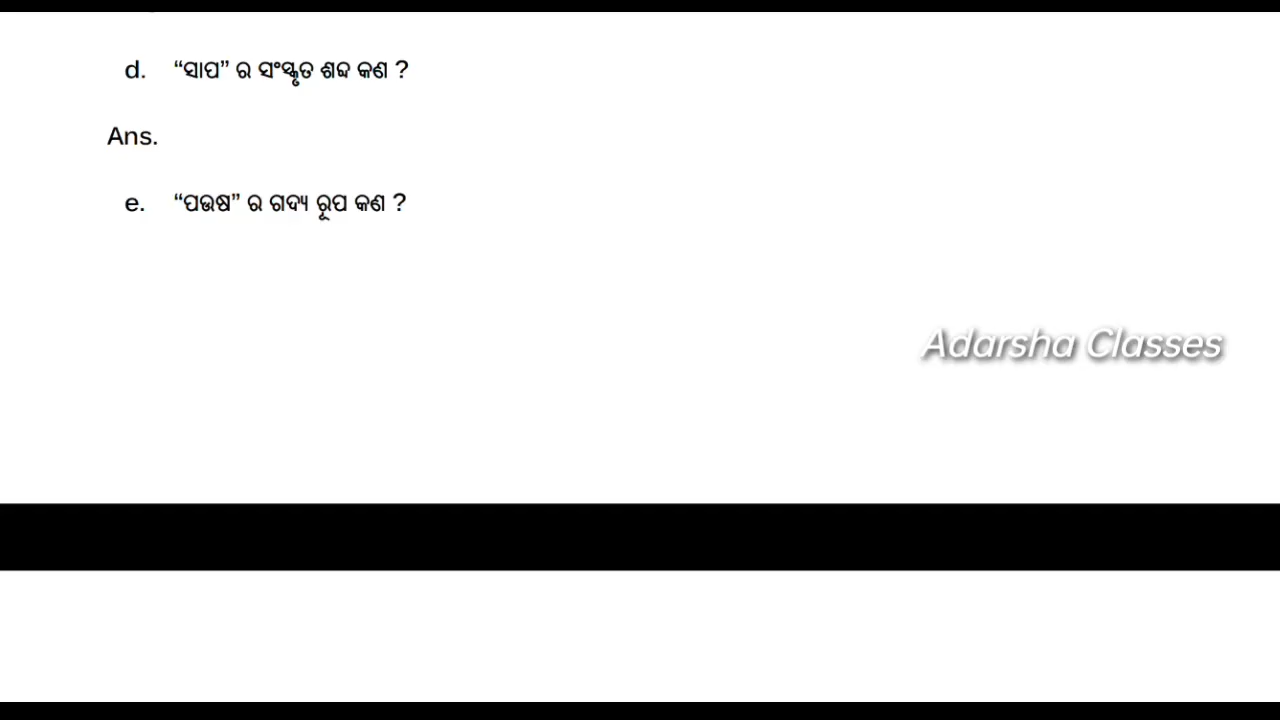 d. “ସାପ” ର ସଂସ୍କୃତ ଶବ୍ଦ କଣ ?
Ans.
e. “ପଉଷ” ର ଗଦ୍ୟ ରୂପ କଣ ?
Adarsha Classes